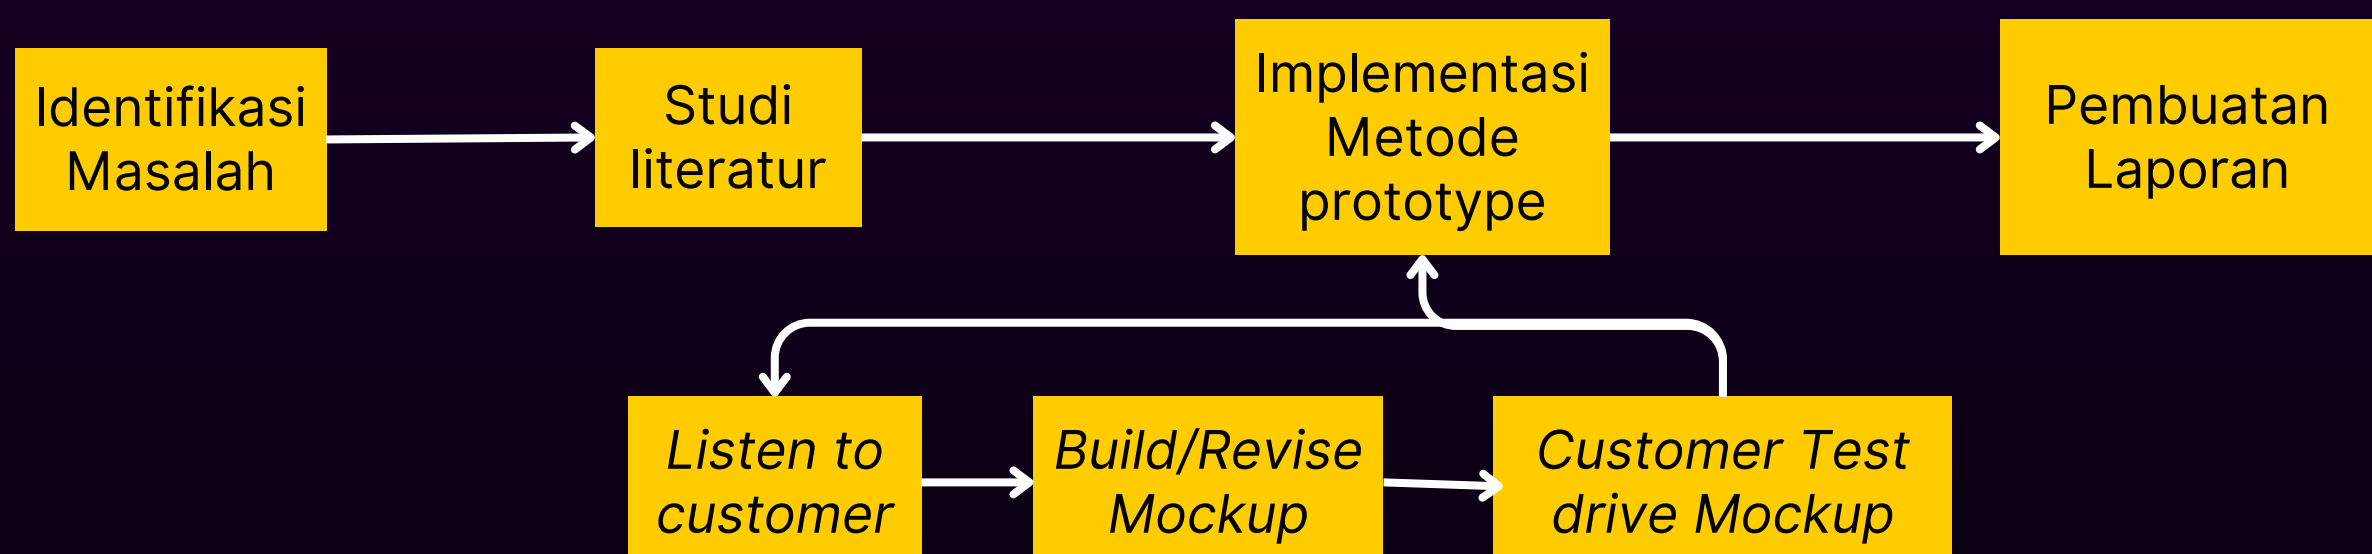 Identifikasi
Masalah
Studi
literatur
Implementasi
Metode
prototype
Pembuatan
Laporan
Listen to
customer
Build/Revise
Mockup
Customer Test
drive Mockup